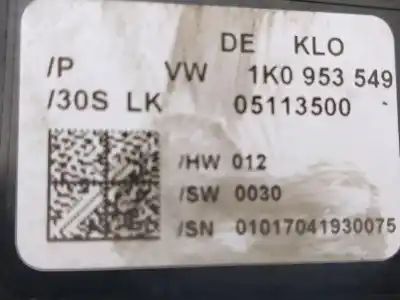 DE KLO
/P VW 1K0 953 549
/30S LK 05113500
/HW 012
/SW 0030
/SN 01017041930075